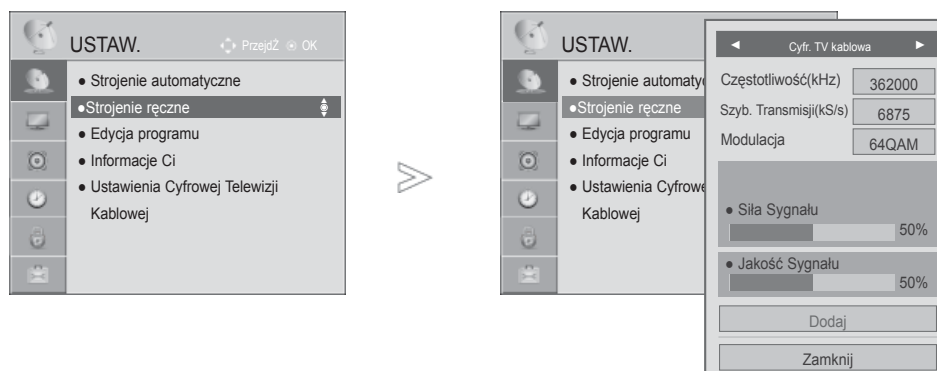 USTAW.
PrzejdŹ OK
● Strojenie automatyczne
●Strojenie ręczne
● Edycja programu
● Informacje Ci
● Ustawienia Cyfrowej Telewizji
Kablowej
USTAW.
● Strojenie automaty
●Strojenie ręczne
● Edycja programu
● Informacje Ci
● Ustawienia Cyfrowe
Kablowej
◄ Cyfr. TV kablowa ►
Częstotliwość(kHz) 362000
Szyb. Transmisji(kS/s) 6875
Modulacja 64QAM
● Siła Sygnału
50%
● Jakość Sygnału
50%
Dodaj
Zamknij